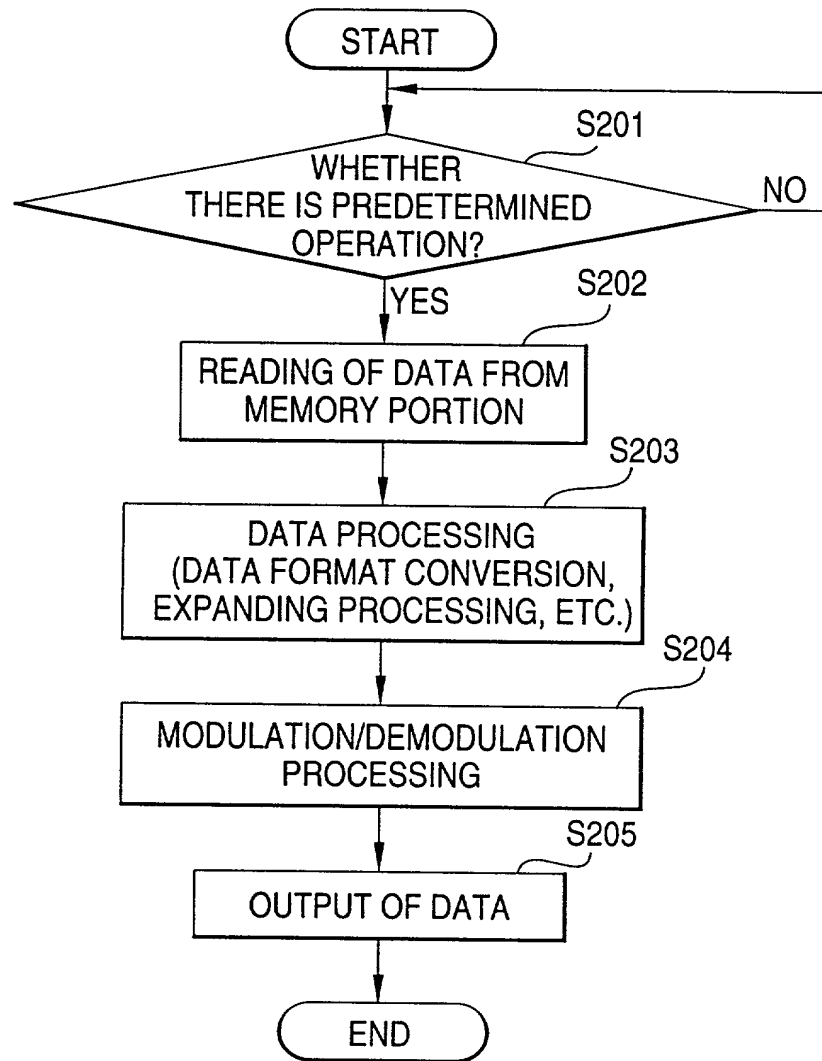 START
S201
WHETHER
THERE IS PREDETERMINED
OPERATION?
NO
YES
S202
READING OF DATA FROM
MEMORY PORTION
S203
DATA PROCESSING
(DATA FORMAT CONVERSION,
EXPANDING PROCESSING, ETC.)
S204
MODULATION/DEMODULATION
PROCESSING
S205
OUTPUT OF DATA
END